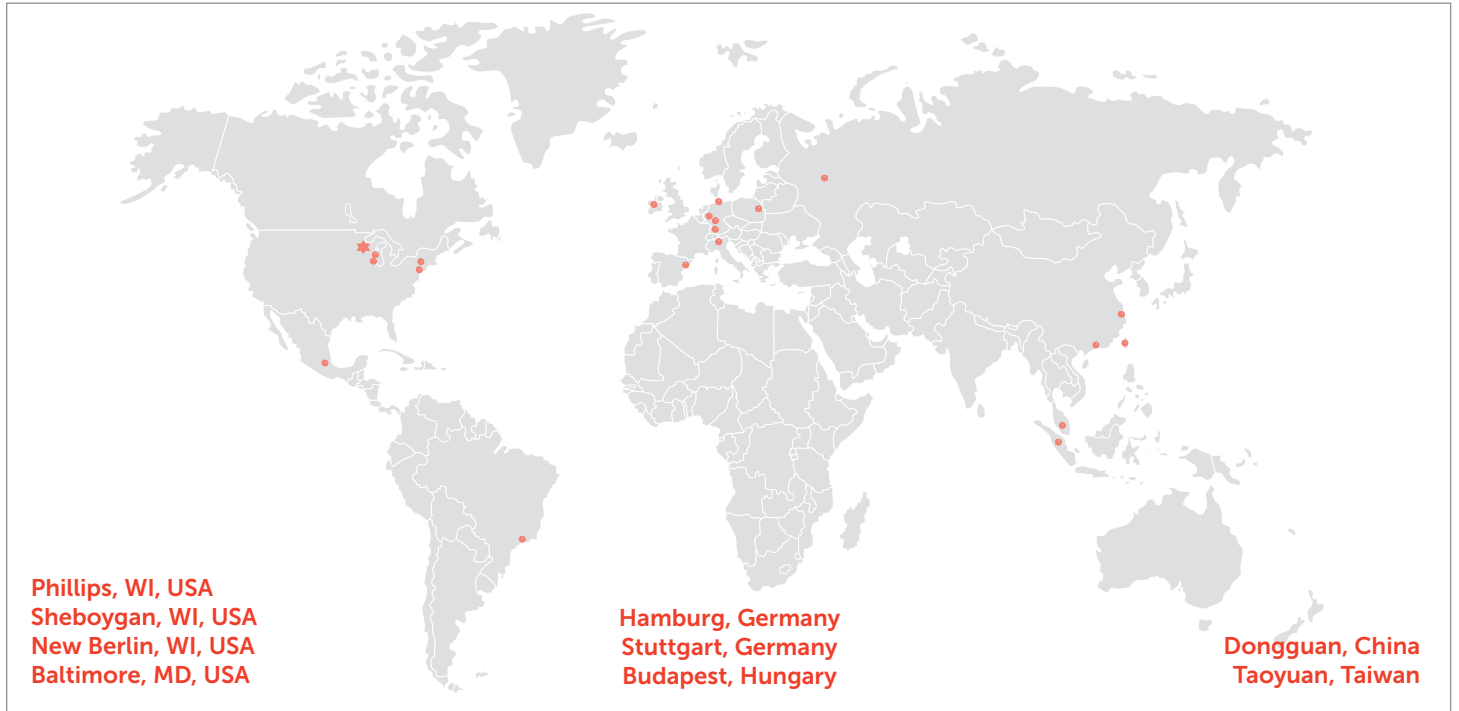 Phillips, WI, USA
Sheboygan, WI, USA
New Berlin, WI, USA
Baltimore, MD, USA
Hamburg, Germany
Stuttgart, Germany
Budapest, Hungary
Dongguan, China
Taoyuan, Taiwan